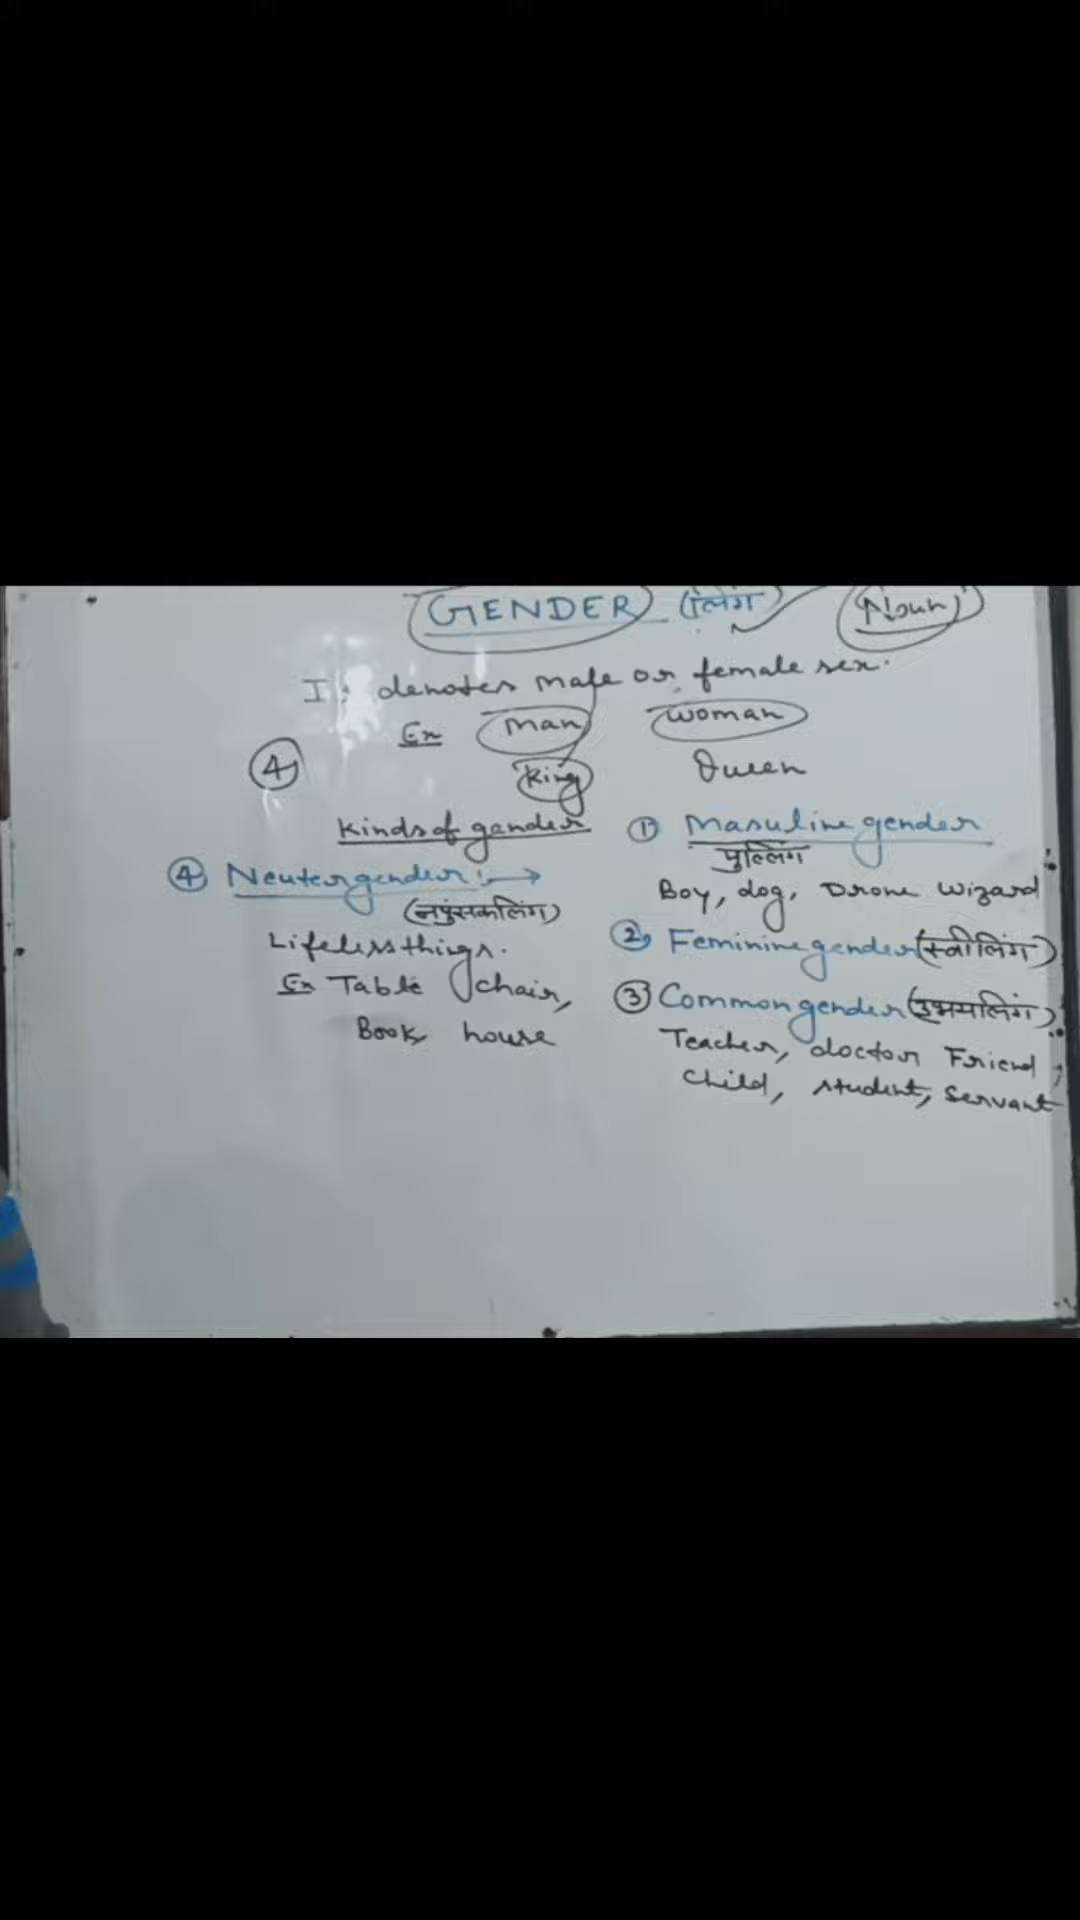 GENDER (लिंग) Noun
It denotes male or female sex.
Ex man woman
④ King Queen
Kinds of gender
① Masuline gender
पुल्लिंग
Boy, dog, Drone Wizard
② Feminine gender (स्त्रीलिंग)
③ Common gender (उभयलिंग)
Teacher, doctor Friend,
Child, student, servant
④ Neuter gender :→
(नपुंसकलिंग)
Lifeless things.
Ex Table chair,
Book, house